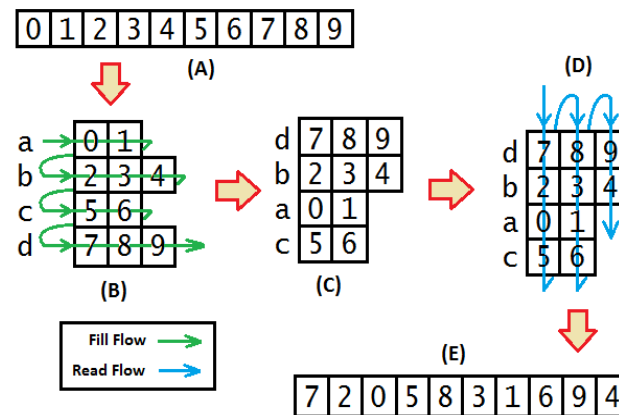 0 1 2 3 4 5 6 7 8 9
(A)
a 0 1
b 2 3 4
c 5 6
d 7 8 9
(B)
d 7 8 9
b 2 3 4
a 0 1
c 5 6
(C)
(D)
d 7 8 9
b 2 3 4
a 0 1
c 5 6
Fill Flow
Read Flow
(E)
7 2 0 5 8 3 1 6 9 4